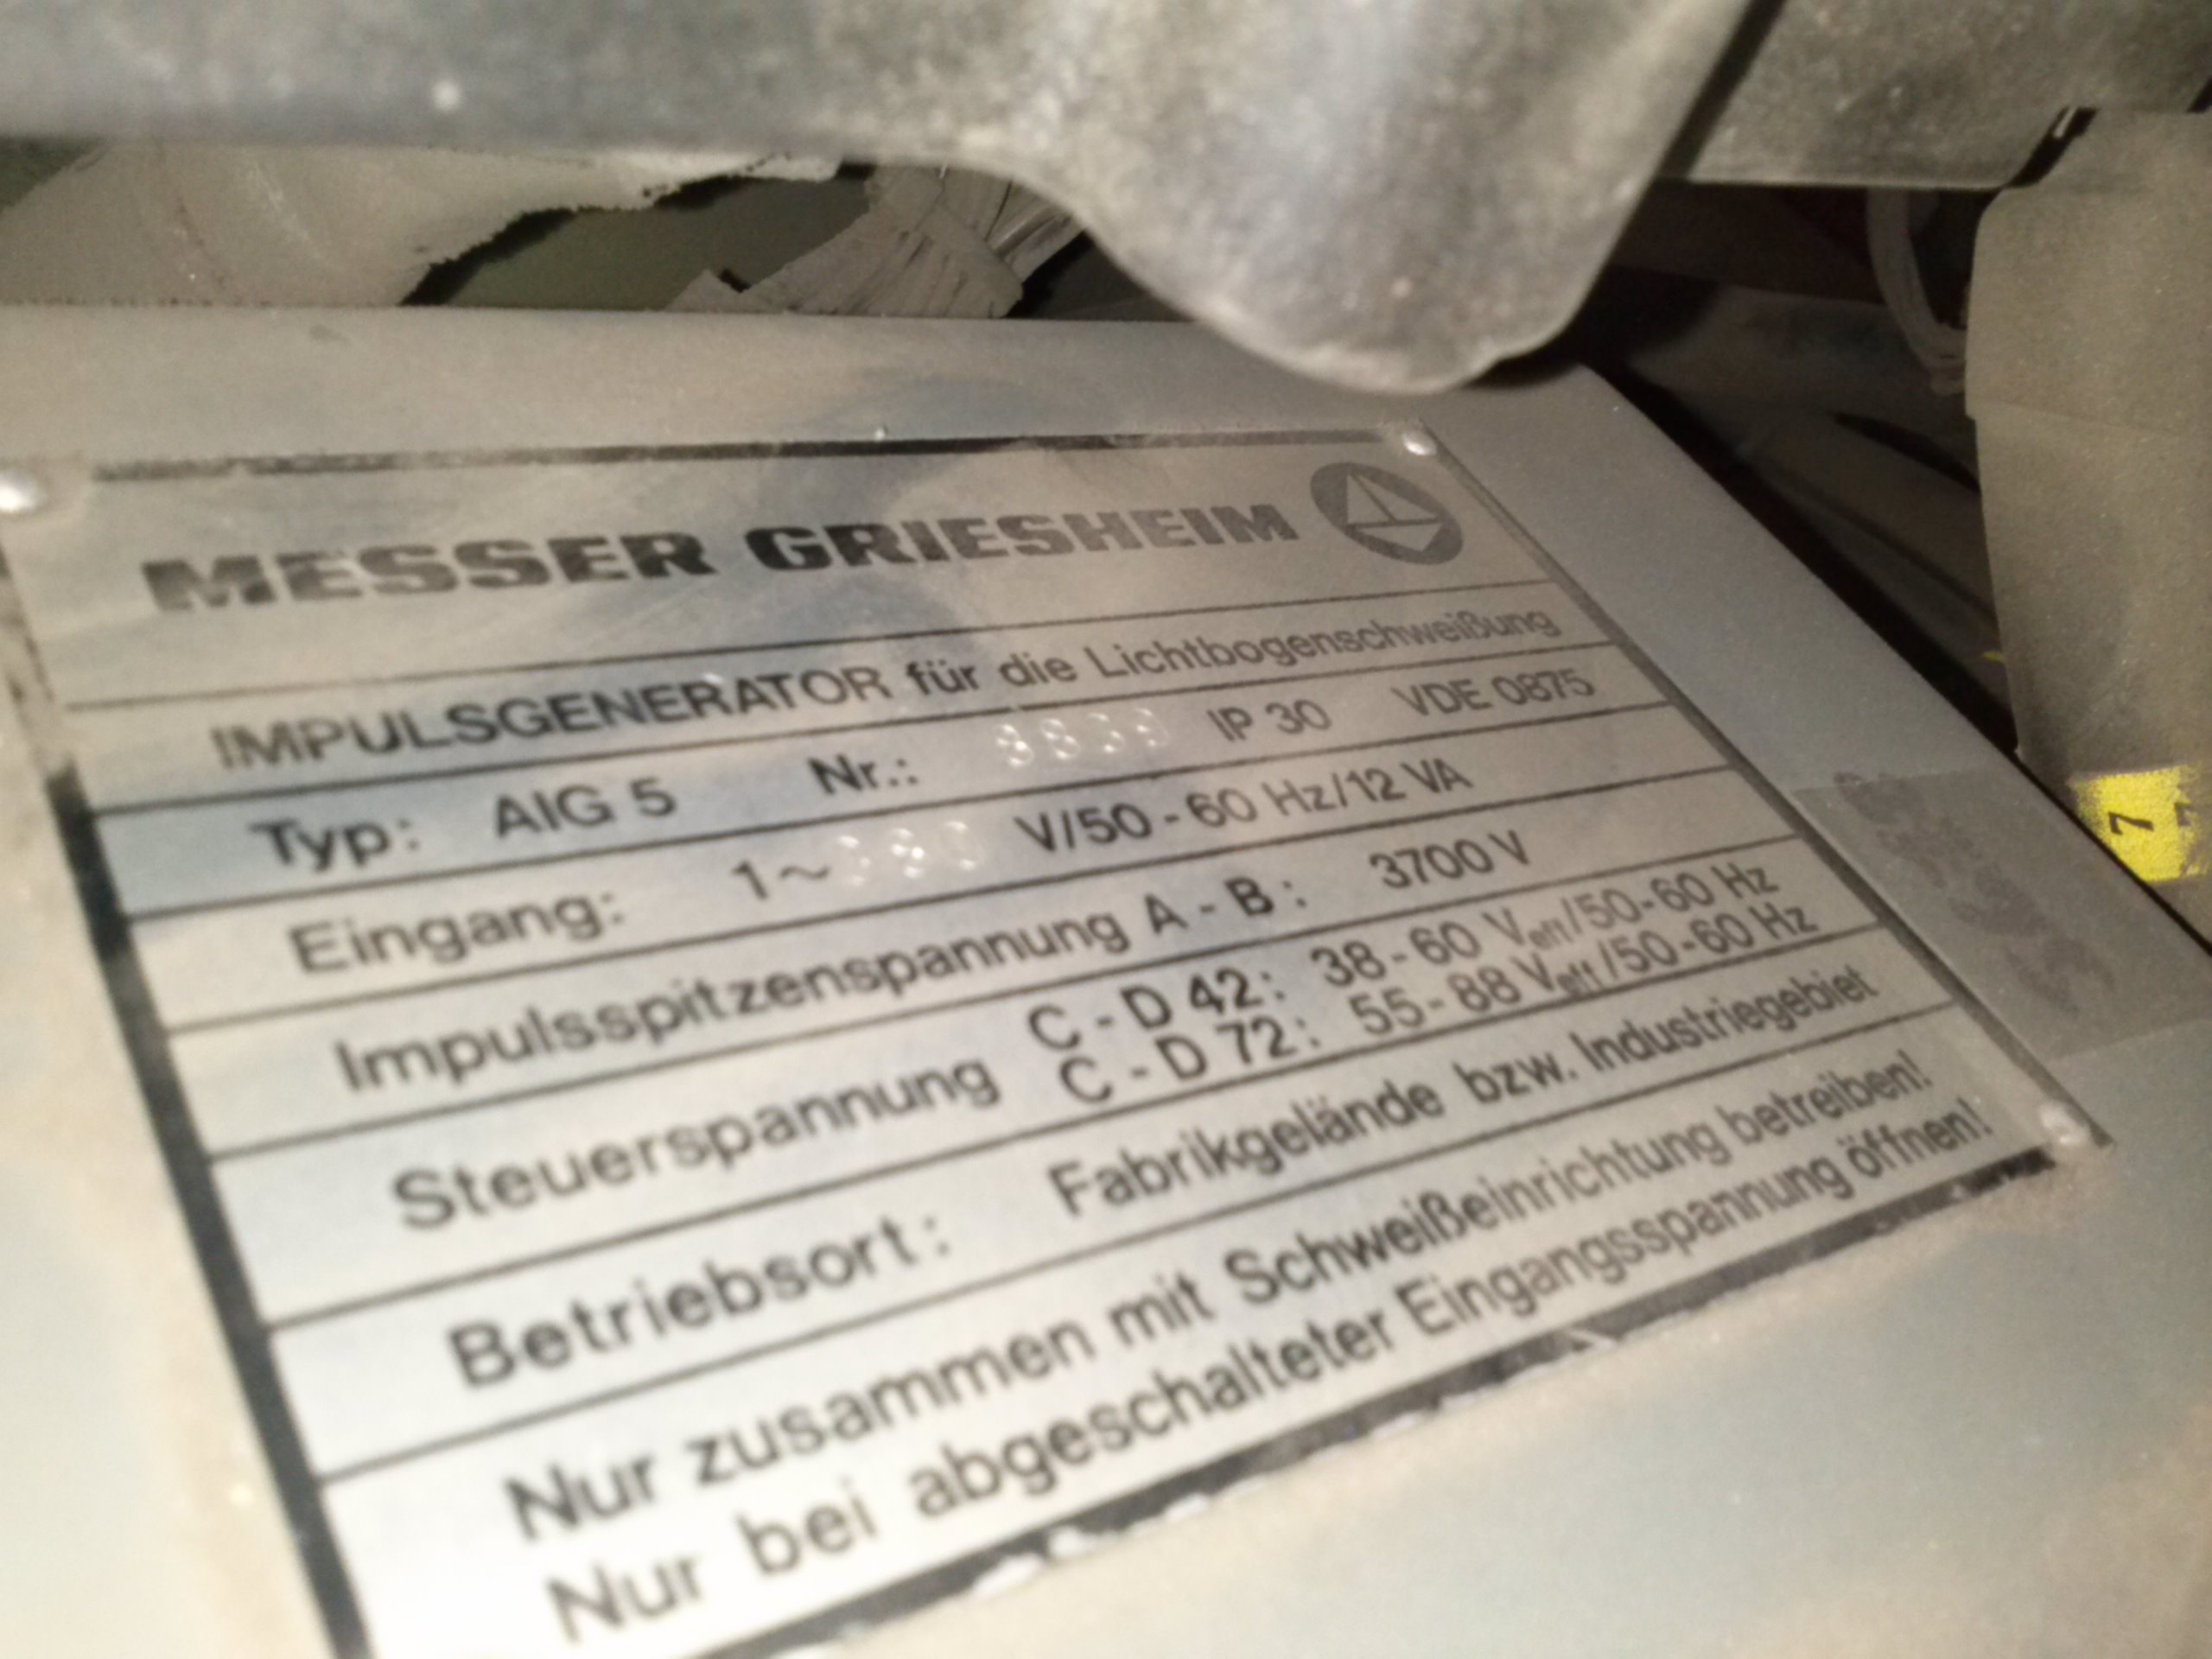 MESSER GRIESHEIM
IMPULSGENERATOR für die Lichtbogenschweißung
Typ: AIG 5 Nr.: IP 30 VDE 0875
Eingang: 1~ 380 V/50-60 Hz/12 VA
Impulsspitzenspannung A - B: 3700 V
Steuerspannung C - D 42: 38-60 Veff/50-60 Hz
C - D 72: 55-88 Veff/50-60 Hz
Betriebsort: Fabrikgelände bzw. Industriegebiet
Nur zusammen mit Schweißeinrichtung betreiben!
Nur bei abgeschalteter Eingangsspannung öffnen!
7